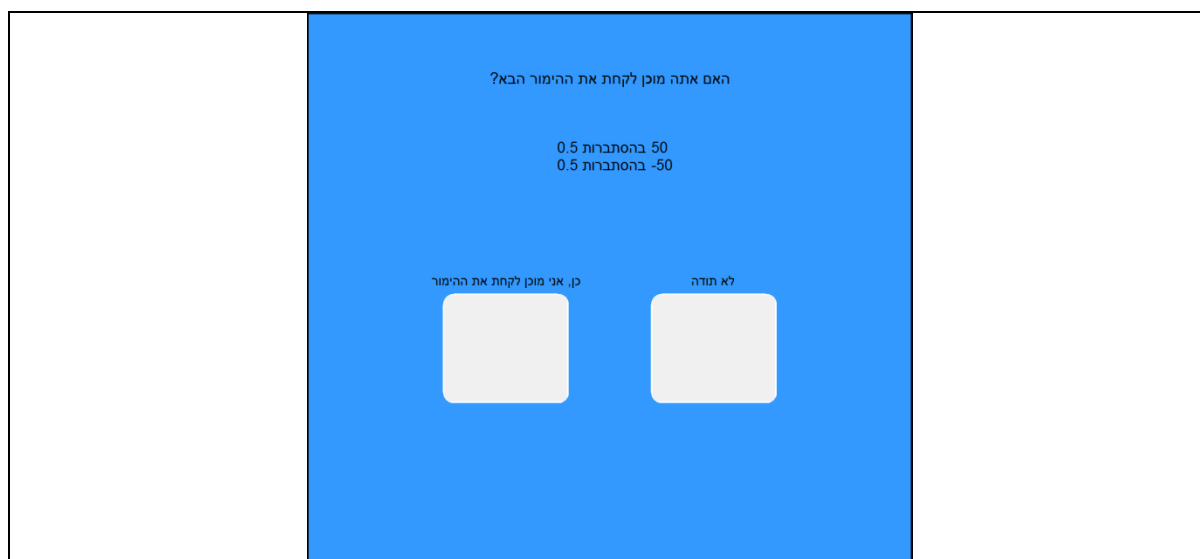 האם אתה מוכן לקחת את ההימור הבא?
50 בהסתברות 0.5
-50 בהסתברות 0.5
לא תודה
כן, אני מוכן לקחת את ההימור